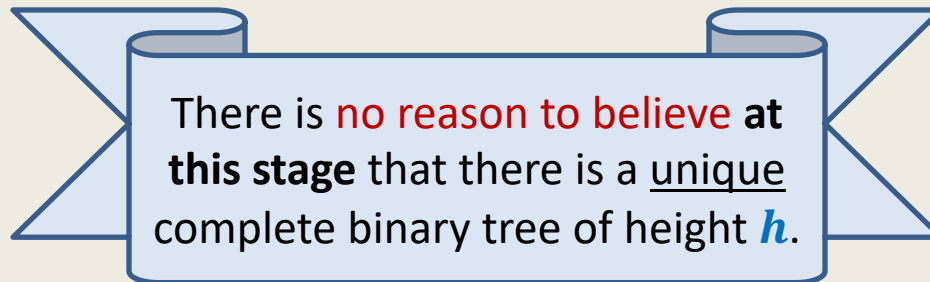 There is no reason to believe at
this stage that there is a unique
complete binary tree of height h.